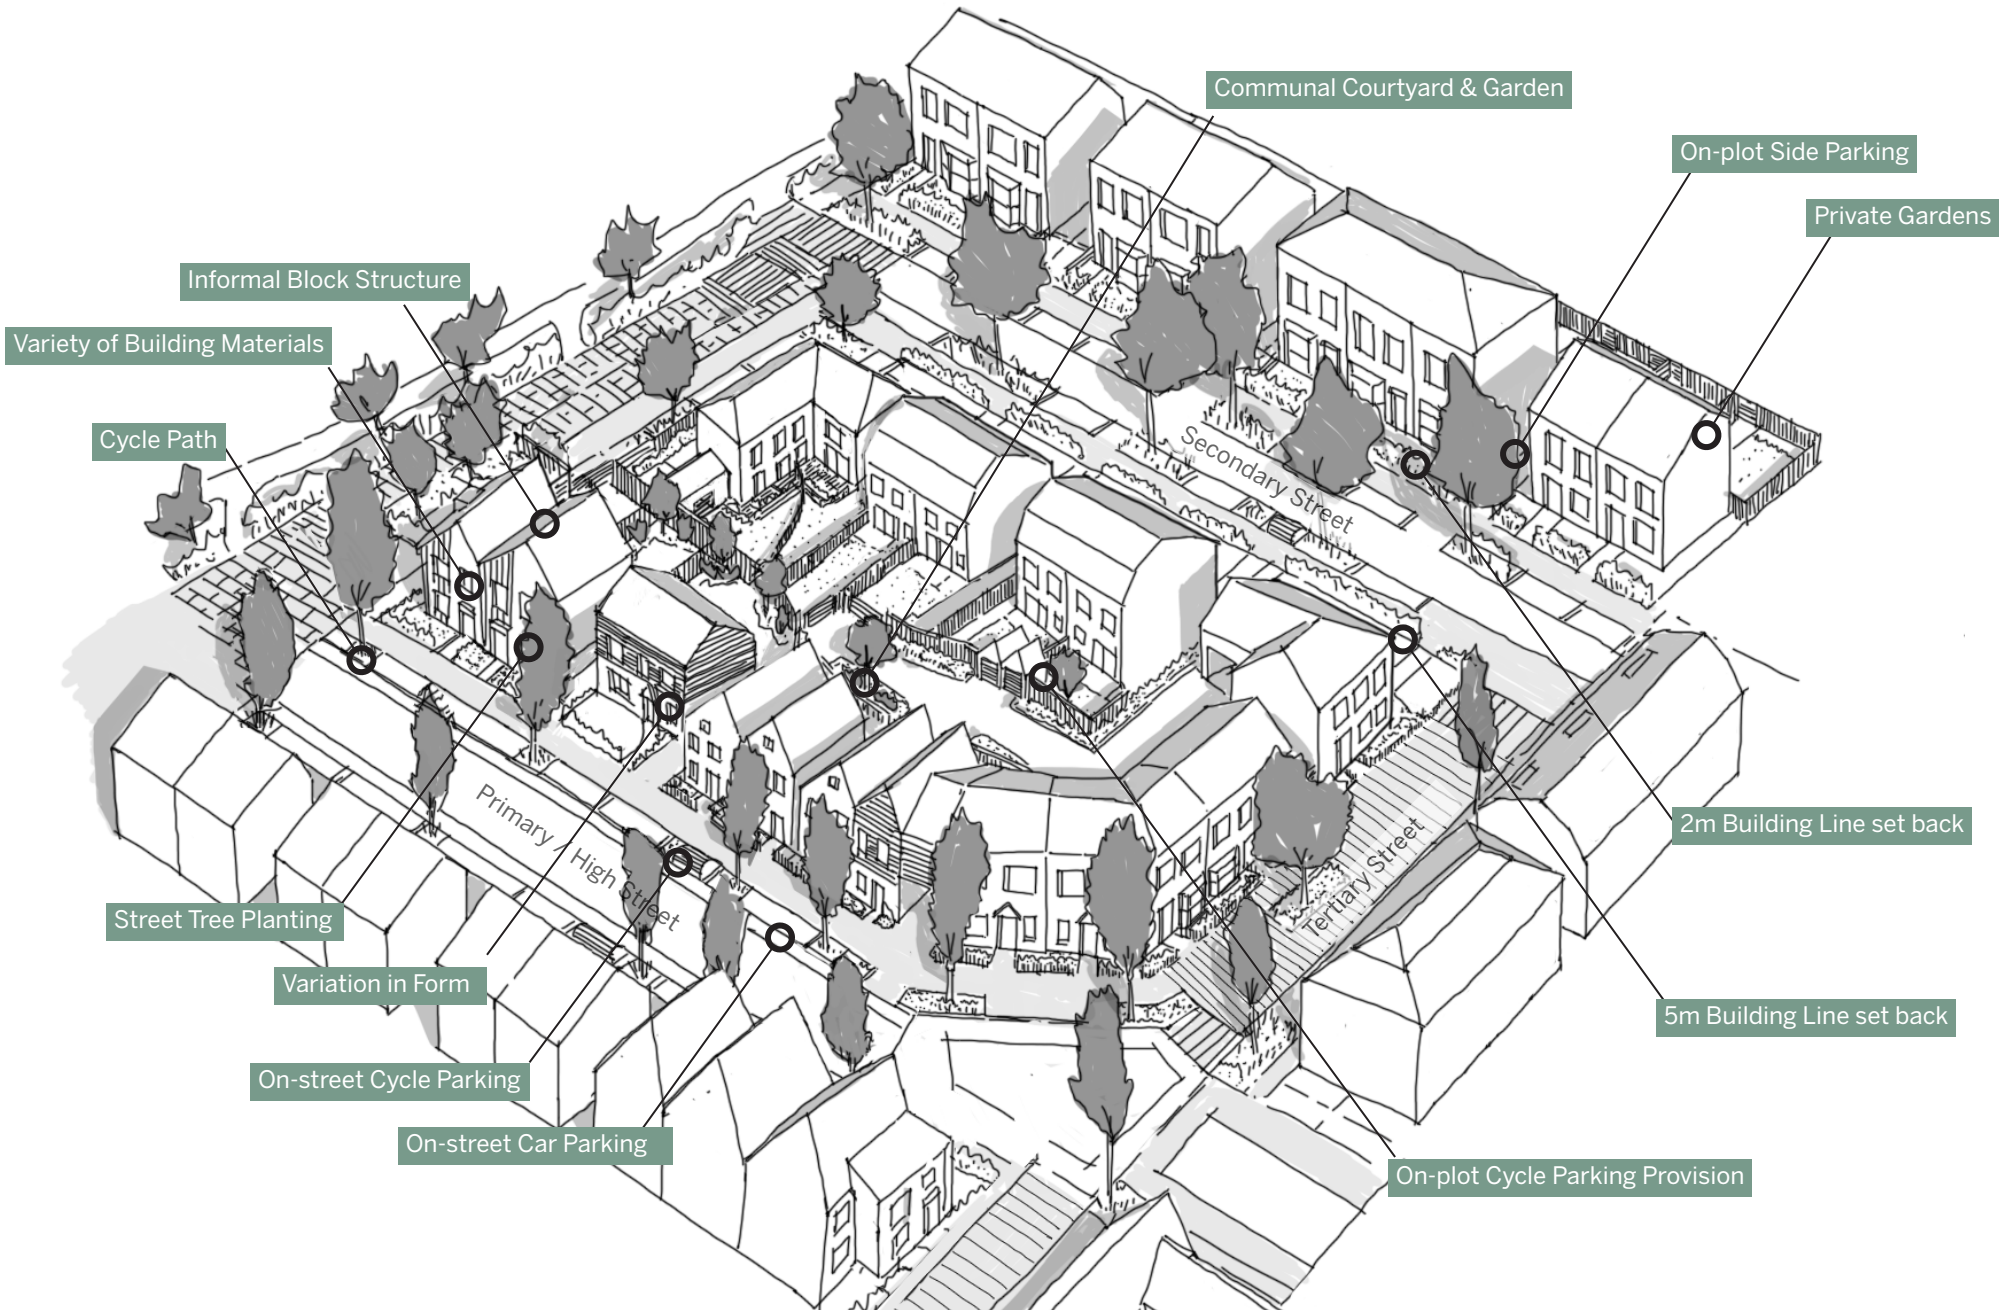 Communal Courtyard & Garden
On-plot Side Parking
Private Gardens
Informal Block Structure
Variety of Building Materials
Cycle Path
Secondary Street
Primary / High Street
Tertiary Street
2m Building Line set back
Street Tree Planting
Variation in Form
5m Building Line set back
On-street Cycle Parking
On-street Car Parking
On-plot Cycle Parking Provision